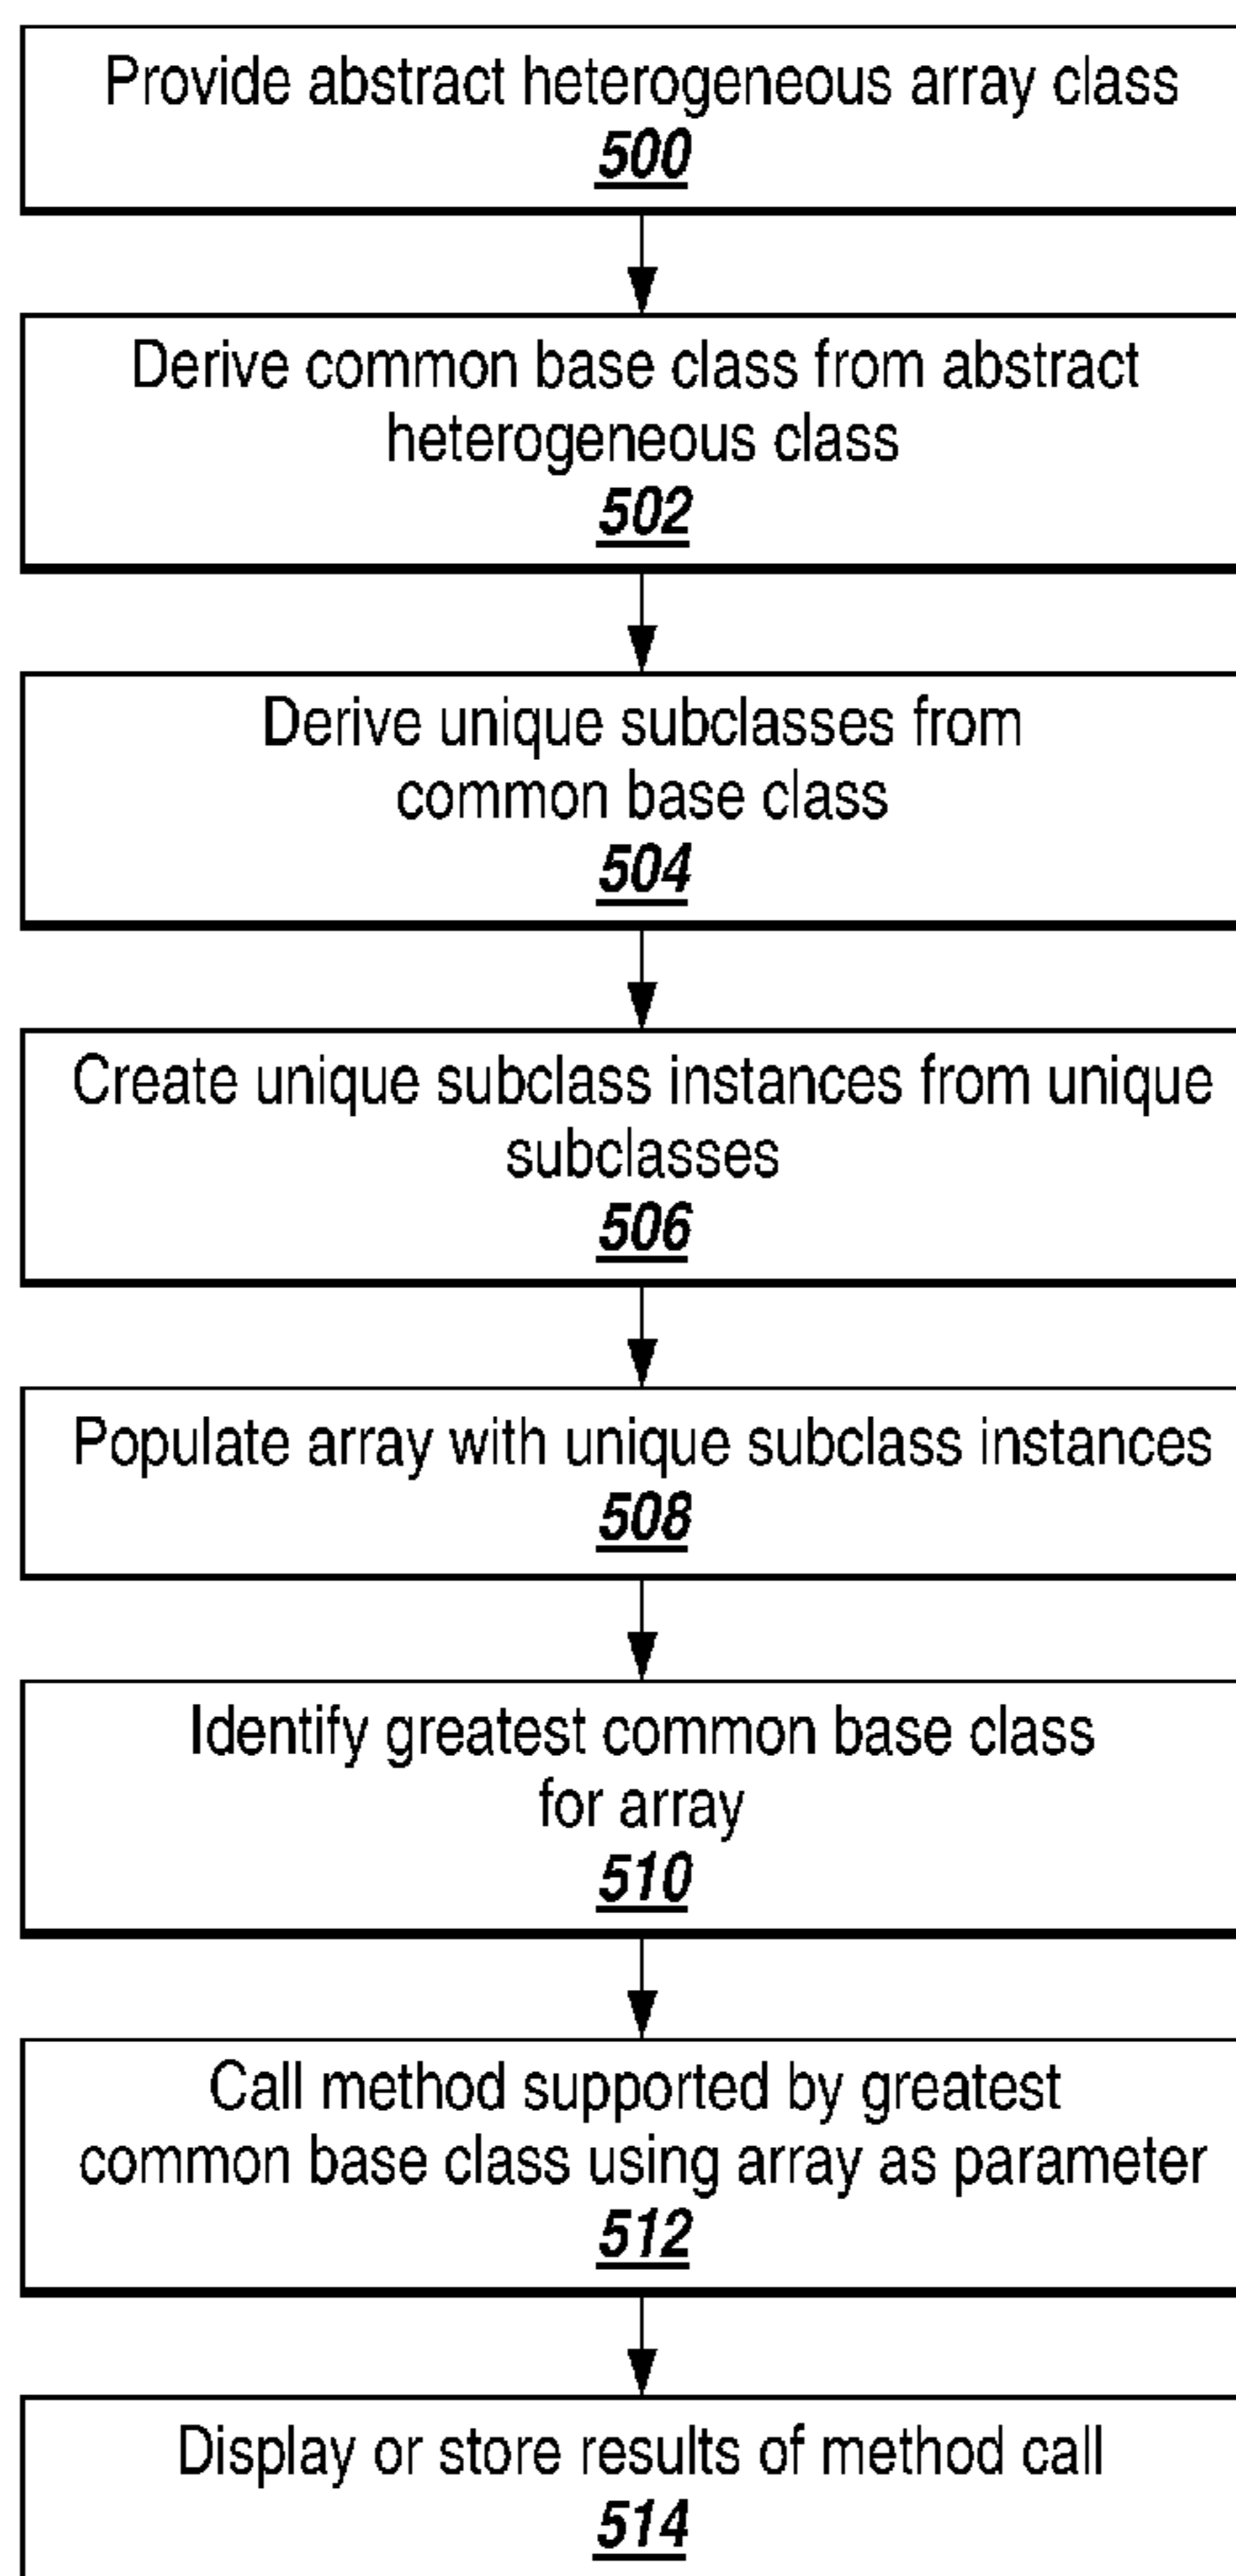 Provide abstract heterogeneous array class
500
Derive common base class from abstract
heterogeneous class
502
Derive unique subclasses from
common base class
504
Create unique subclass instances from unique
subclasses
506
Populate array with unique subclass instances
508
Identify greatest common base class
for array
510
Call method supported by greatest
common base class using array as parameter
512
Display or store results of method call
514